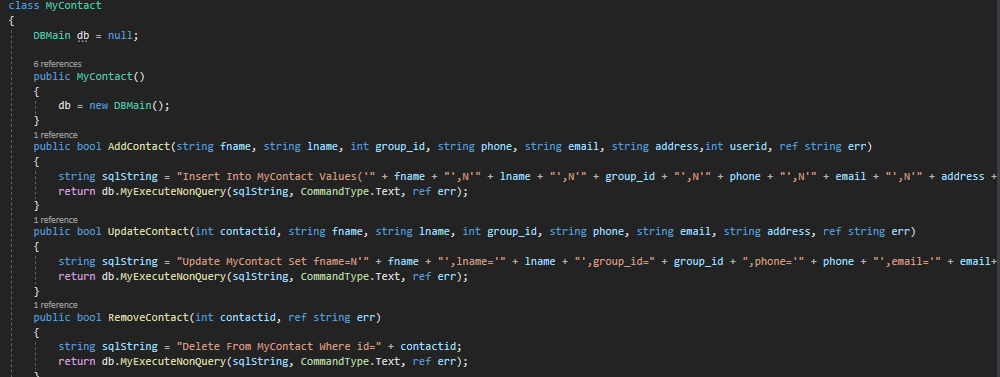 class MyContact
{
DBMain db = null;
6 references
public MyContact()
{
db = new DBMain();
}
1 reference
public bool AddContact(string fname, string lname, int group_id, string phone, string email, string address,int userid, ref string err)
{
string sqlString = "Insert Into MyContact Values('" + fname + "',N'" + lname + "',N'" + group_id + "',N'" + phone + "',N'" + email + "',N'" + address +
return db.MyExecuteNonQuery(sqlString, CommandType.Text, ref err);
}
1 reference
public bool UpdateContact(int contactid, string fname, string lname, int group_id, string phone, string email, string address, ref string err)
{
string sqlString = "Update MyContact Set fname=N'" + fname + "',lname='" + lname + "',group_id=" + group_id + ",phone='" + phone + "',email='" + email+
return db.MyExecuteNonQuery(sqlString, CommandType.Text, ref err);
}
1 reference
public bool RemoveContact(int contactid, ref string err)
{
string sqlString = "Delete From MyContact Where id=" + contactid;
return db.MyExecuteNonQuery(sqlString, CommandType.Text, ref err);
}